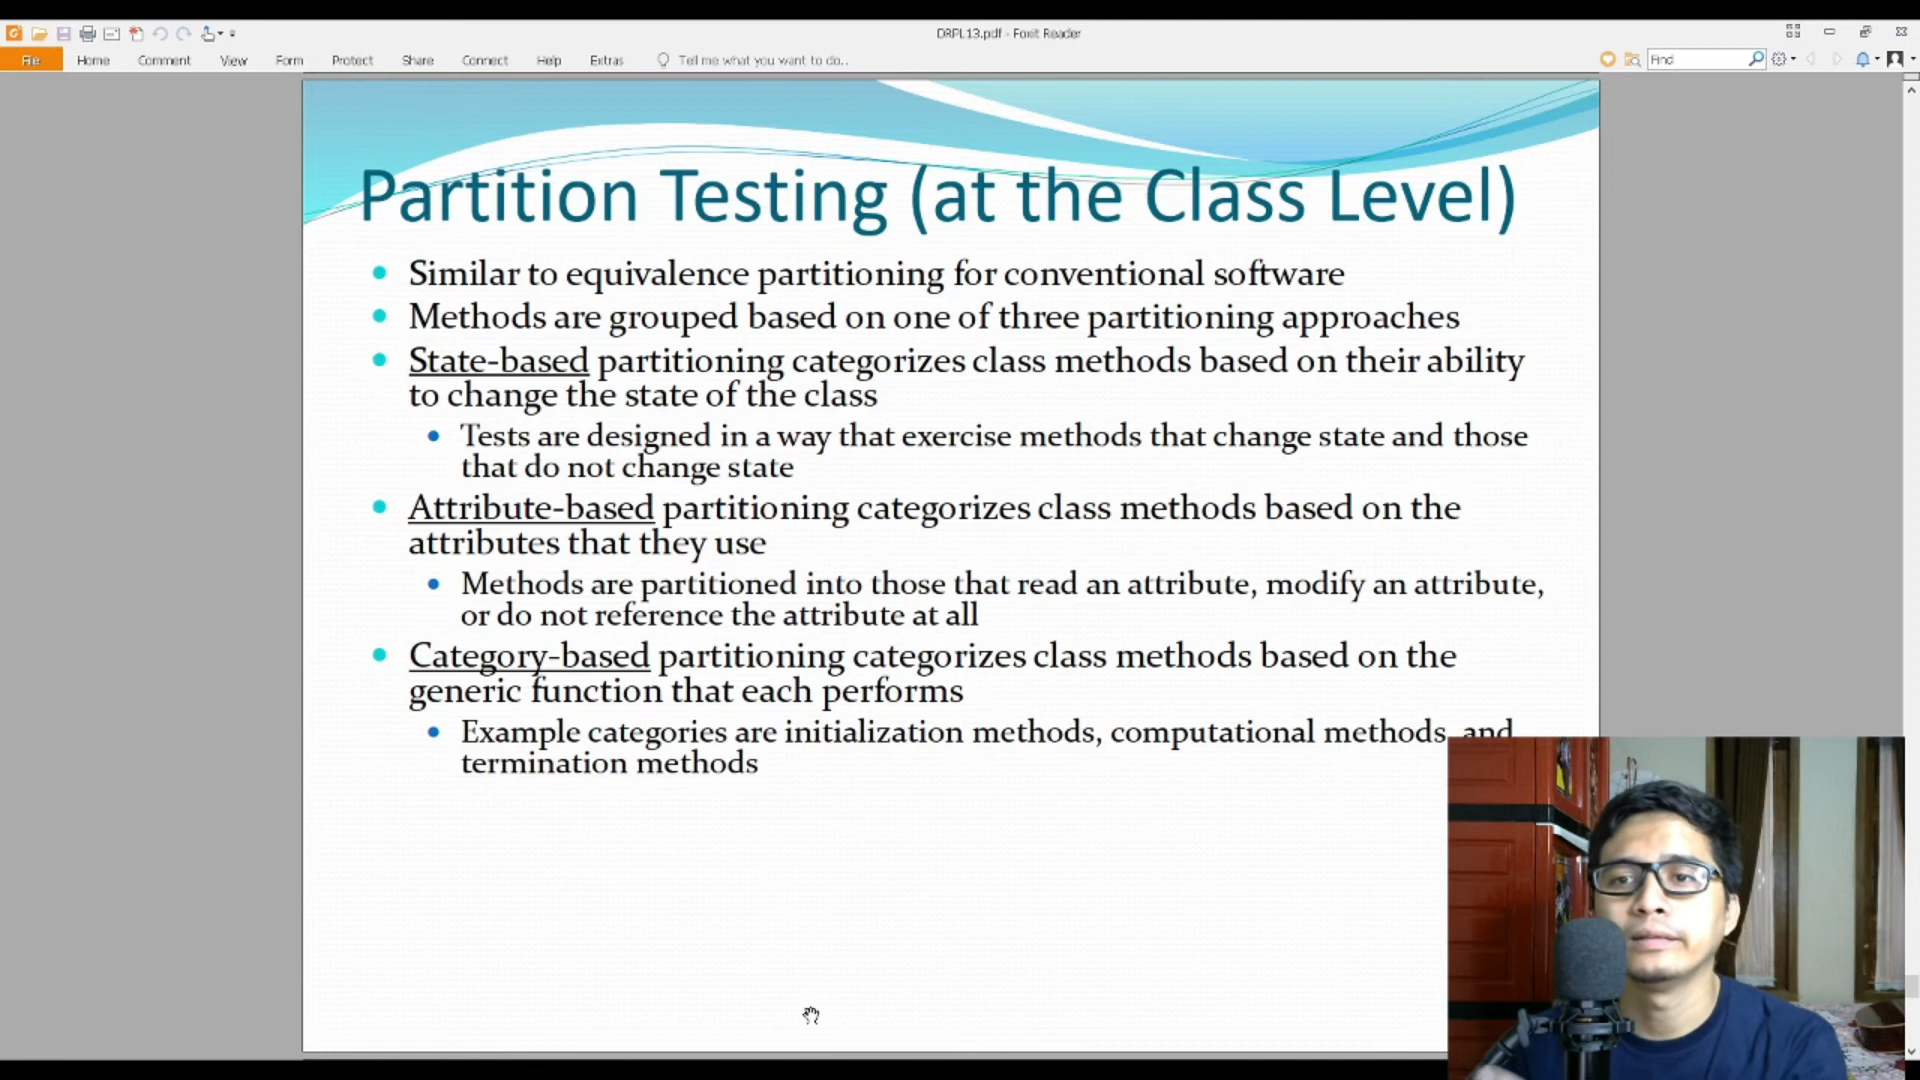 DRPL13.pdf - Foxit Reader
File Home Comment View Form Protect Share Connect Help Extras Tell me what you want to do.. Find
Partition Testing (at the Class Level)
Similar to equivalence partitioning for conventional software
Methods are grouped based on one of three partitioning approaches
State-based partitioning categorizes class methods based on their ability
to change the state of the class
Tests are designed in a way that exercise methods that change state and those
that do not change state
Attribute-based partitioning categorizes class methods based on the
attributes that they use
Methods are partitioned into those that read an attribute, modify an attribute,
or do not reference the attribute at all
Category-based partitioning categorizes class methods based on the
generic function that each performs
Example categories are initialization methods, computational methods, and
termination methods